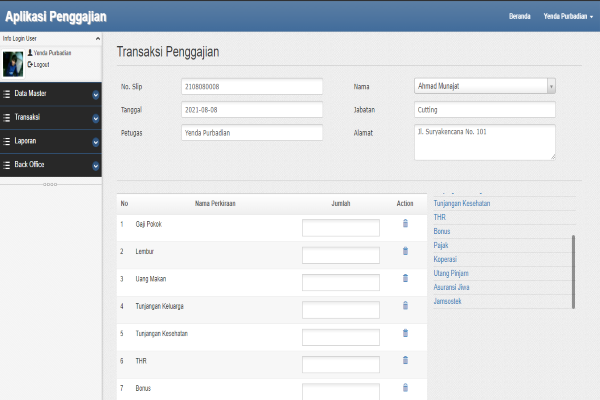 Aplikasi Penggajian
Beranda Yenda Purbadian
Info Login User
Yenda Purbadian
Logout
Data Master
Transaksi
Laporan
Back Office
Transaksi Penggajian
No. Slip 2108080008 Nama Ahmad Munajat
Tanggal 2021-08-08 Jabatan Cutting
Petugas Yenda Purbadian Alamat Jl. Suryakencana No. 101
No Nama Perkiraan Jumlah Action
1 Gaji Pokok
2 Lembur
3 Uang Makan
4 Tunjangan Keluarga
5 Tunjangan Kesehatan
6 THR
7 Bonus
Tunjangan Kesehatan
THR
Bonus
Pajak
Koperasi
Utang Pinjam
Asuransi Jiwa
Jamsostek